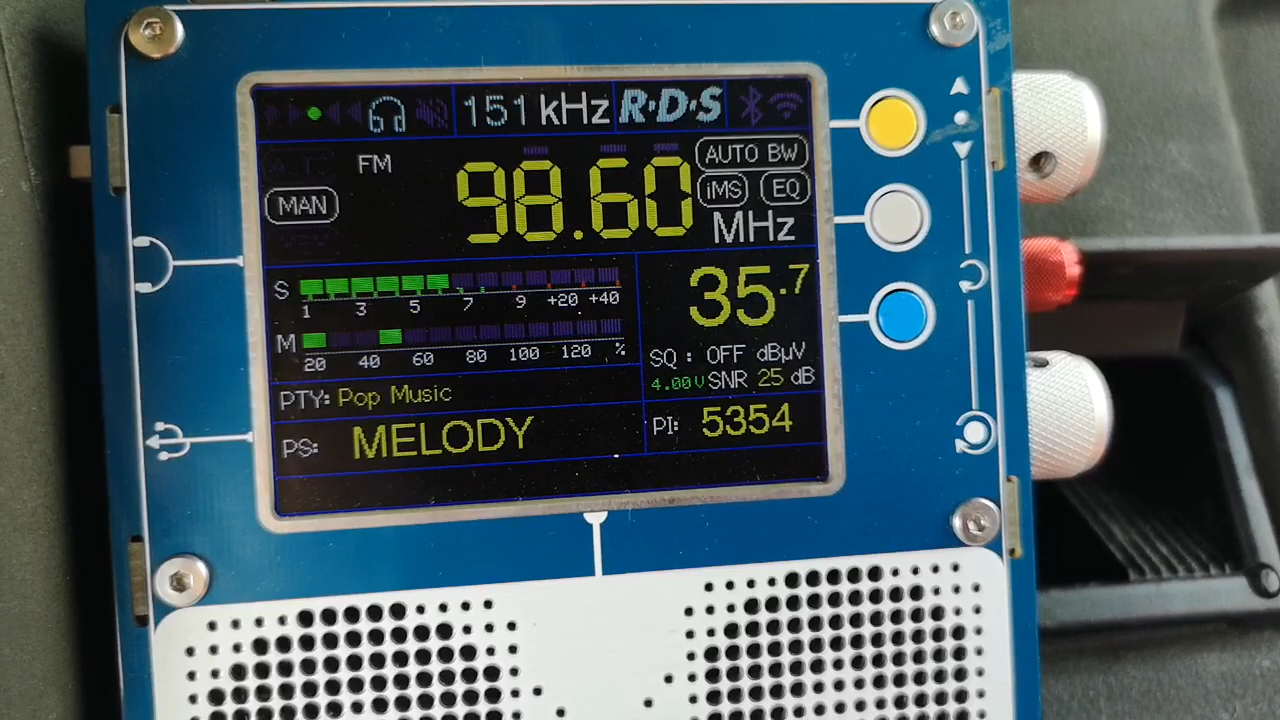 151 kHz R·D·S
AUTO
FM
98.60
AUTO BW
MAN
iMS EQ
MHz
S
1 3 5 7 9 +20 +40
35.7
M
20 40 60 80 100 120 %
SQ: OFF dBµV
4.00V SNR 25 dB
PTY: Pop Music
PS: MELODY
PI: 5354